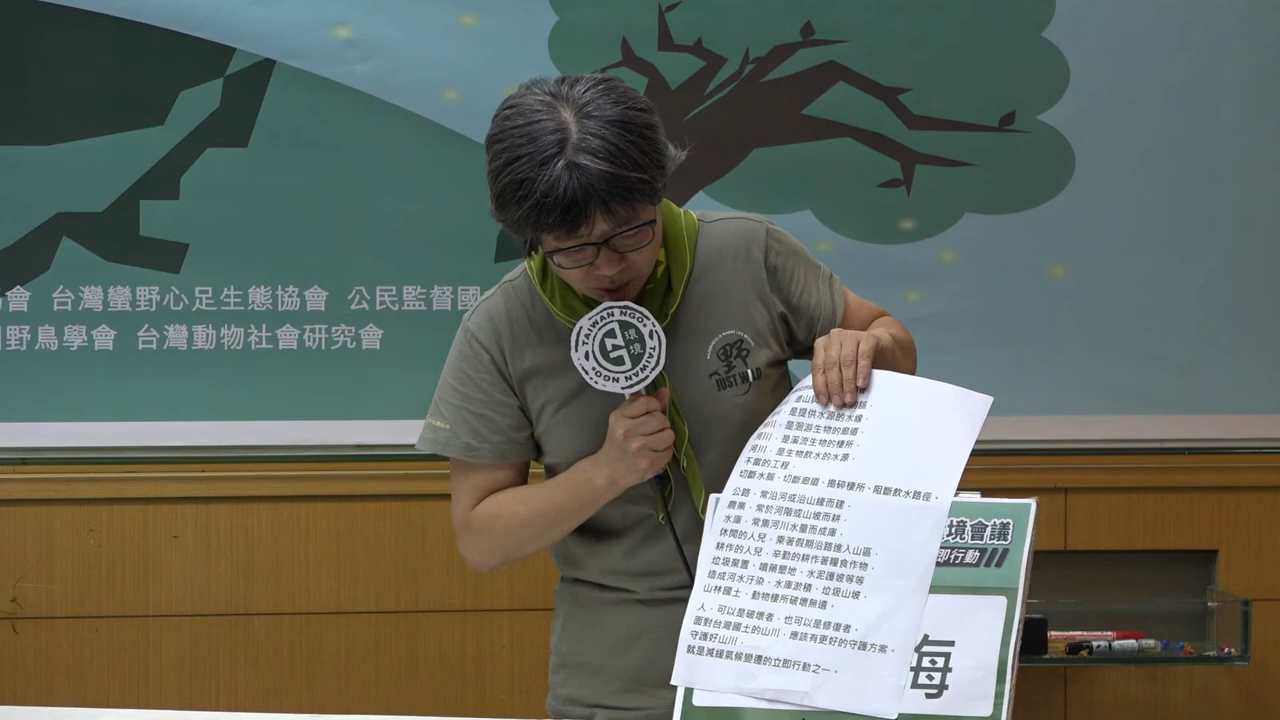 會 台灣蠻野心足生態協會 公民監督國
野鳥學會 台灣動物社會研究會
TAIWAN NGOs
TAIWAN NGOs
環境
野
JUST WILD
是提供水源的水線，
是洄游生物的廊道，
河川，是溪流生物的棲所，
河川，是生物飲水的水源，
不當的工程，
切斷水脈、切斷廊道、搗碎棲所、阻斷飲水路徑。
公路，常沿河或沿山緣而建，
農業，常於河階或山坡而耕，
水庫，常集河川水量而成庫，
休閒的人兒，乘著假期沿路進入山區，
耕作的人兒，辛勤的耕作著糧食作物，
垃圾棄置、噴藥墾地、水泥護坡等等
造成河水汙染、水庫淤積、垃圾山坡，
山林國土、動物棲所破壞無遺。
人，可以是破壞者，也可以是修復者。
面對台灣國土的山川，應該有更好的守護方案。
守護好山川，
就是減緩氣候變遷的立即行動之一。
境會議
即行動
海